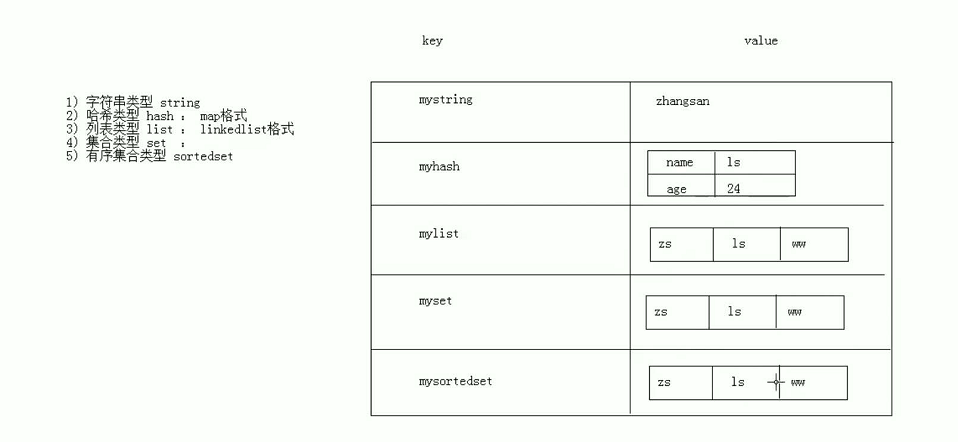 key value
1) 字符串类型 string
2) 哈希类型 hash ： map格式
3) 列表类型 list ： linkedlist格式
4) 集合类型 set ：
5) 有序集合类型 sortedset
mystring zhangsan
myhash
name ls
age 24
mylist zs ls ww
myset zs ls ww
mysortedset zs ls ww